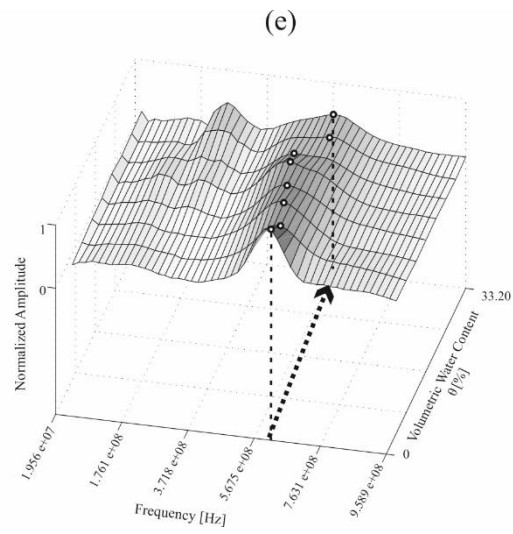 (e)
1
0
Normalized Amplitude
1.956 e+07
1.761 e+08
3.718 e+08
5.675 e+08
7.631 e+08
9.589 e+08
Frequency [Hz]
33.20
0
Volumetric Water Content
θ[%]